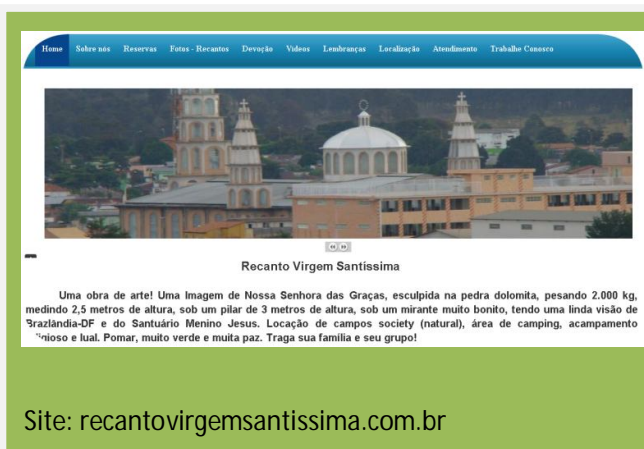 Home Sobre nós Reservas Fotos - Recantos Devoção Videos Lembranças Localização Atendimento Trabalhe Conosco
Recanto Virgem Santíssima
Uma obra de arte! Uma Imagem de Nossa Senhora das Graças, esculpida na pedra dolomita, pesando 2.000 kg,
medindo 2,5 metros de altura, sob um pilar de 3 metros de altura, sob um mirante muito bonito, tendo uma linda visão de
Brazlândia-DF e do Santuário Menino Jesus. Locação de campos society (natural), área de camping, acampamento
e lual. Pomar, muito verde e muita paz. Traga sua família e seu grupo!
Site: recantovirgemsantissima.com.br